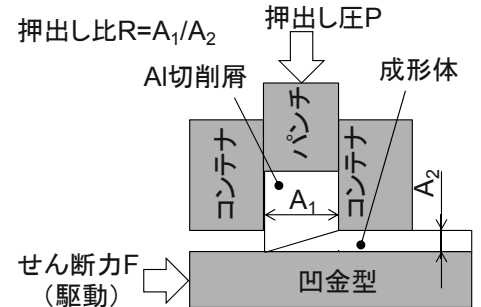 押出し比R=A1/A2
押出し圧P
Al切削屑
成形体
パンチ
コンテナ
コンテナ
A1
A2
せん断力F
(駆動)
凹金型